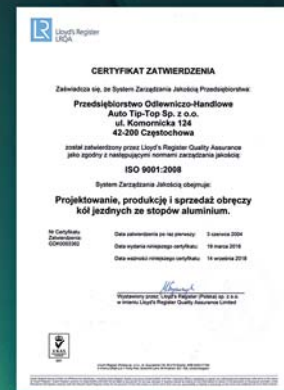 Lloyd's Register
LRQA
CERTYFIKAT ZATWIERDZENIA
Zaświadcza się, że System Zarządzania Jakością Przedsiębiorstwa:
Przedsiębiorstwo Odlewniczo-Handlowe
Auto Tip-Top Sp. z o.o.
ul. Komornicka 124
42-200 Częstochowa
został zatwierdzony przez Lloyd's Register Quality Assurance
jako zgodny z następującymi normami zarządzania jakością:
ISO 9001:2008
System Zarządzania Jakością obejmuje:
Projektowanie, produkcję i sprzedaż obręczy
kół jezdnych ze stopów aluminium.
Nr Certyfikatu
Zatwierdzenia:
Data zatwierdzenia po raz pierwszy: 3 czerwca 2004
Data wydania niniejszego certyfikatu: 16 marca 2016
Data ważności niniejszego certyfikatu: 14 września 2018
Wystawiony przez: Lloyd's Register (Polska) sp. z o.o.
w imieniu Lloyd's Register Quality Assurance Limited
UKAS